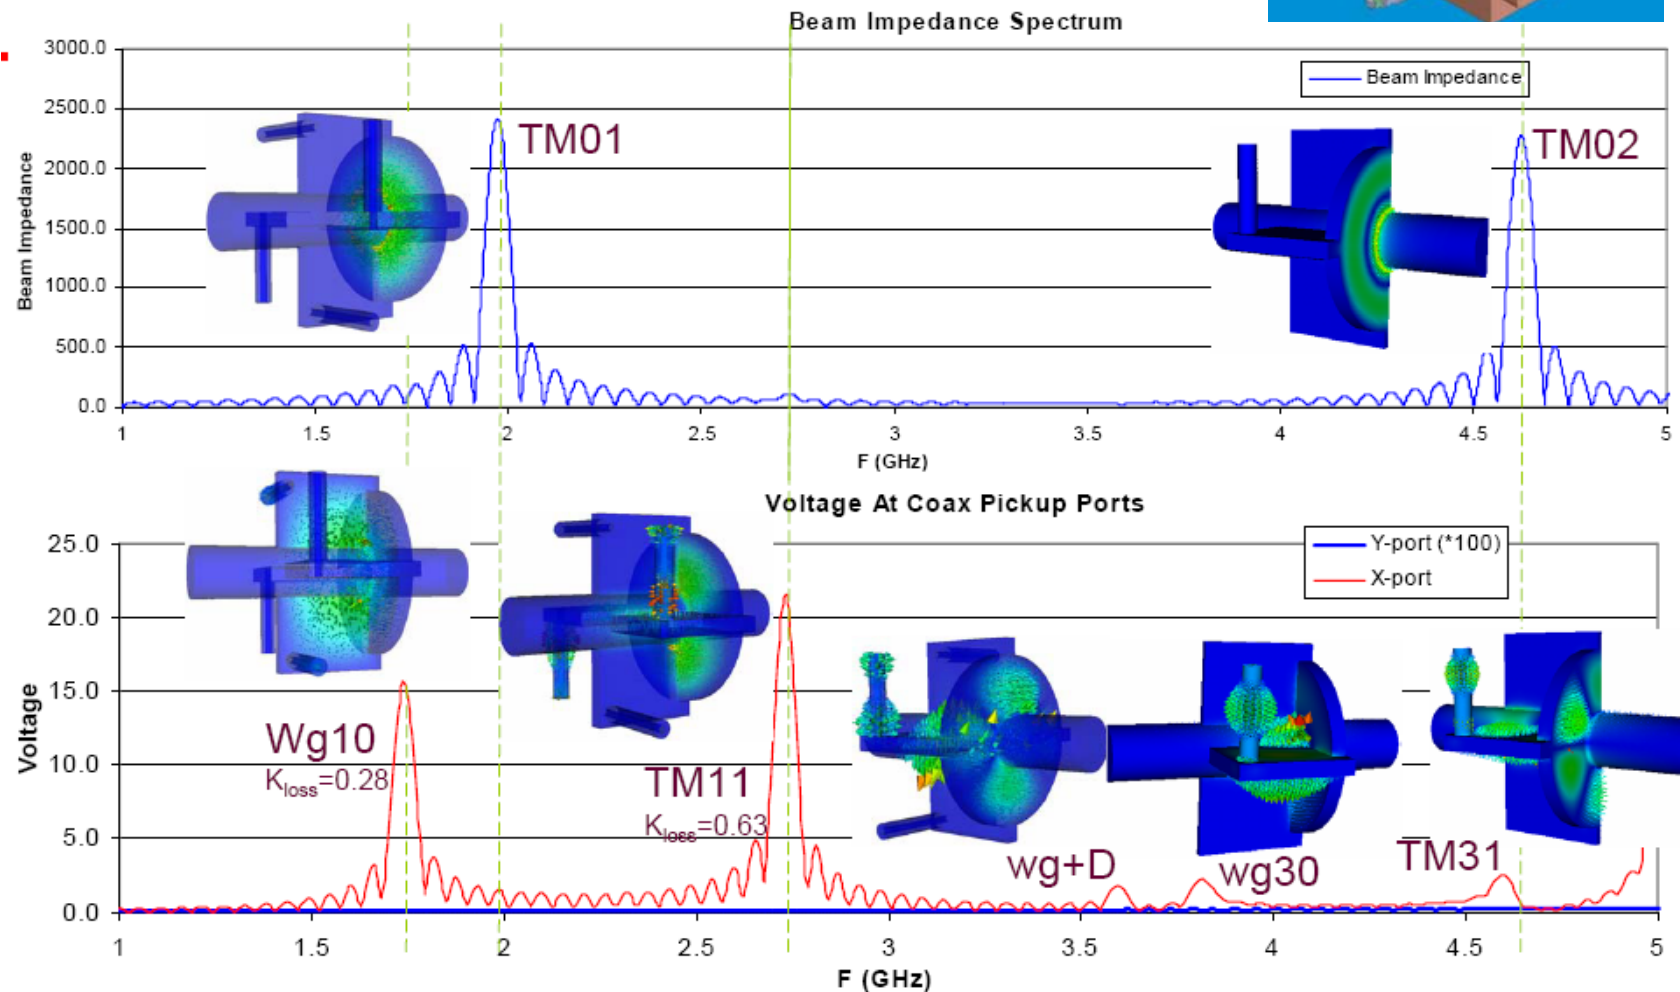 Beam Impedance Spectrum
3000.0
2500.0
2000.0
1500.0
1000.0
500.0
0.0
Beam Impedance
Beam Impedance
TM01
TM02
1 1.5 2 2.5 3 3.5 4 4.5 5
F (GHz)
Voltage At Coax Pickup Ports
25.0
20.0
15.0
10.0
5.0
0.0
Voltage
Y-port (*100)
X-port
Wg10
Kloss=0.28
TM11
Kloss=0.63
wg+D
wg30
TM31
1 1.5 2 2.5 3 3.5 4 4.5 5
F (GHz)